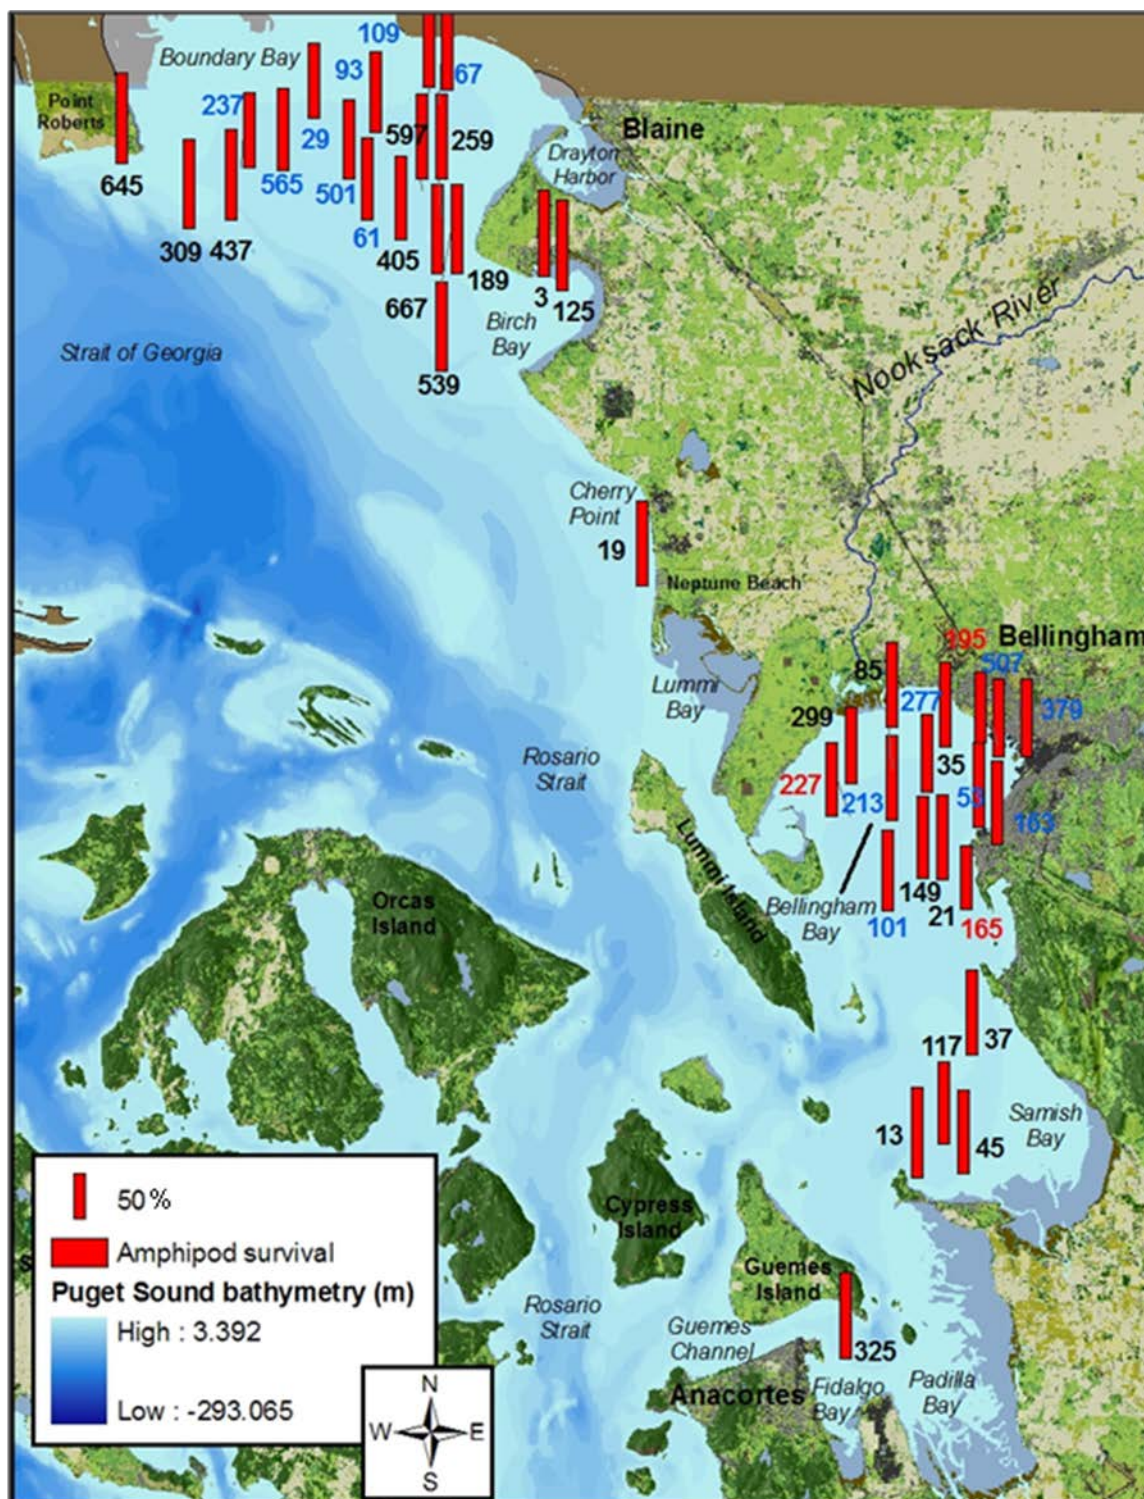 109
Boundary Bay
93
67
237
Point
Roberts
597
259
Blaine
29
Drayton
Harbor
645
565
501
61
309
437
405
189
3
125
667
Birch
Bay
Nooksack River
Strait of Georgia
539
Cherry
Point
19
Neptune Beach
195
Bellingham
507
85
Lummi
Bay
277
379
299
Rosario
Strait
35
227
213
53
163
Lummi Island
149
Orcas
Island
Bellingham
Bay
21
101
165
37
117
13
45
Samish
Bay
50%
Cypress
Island
S
Amphipod survival
Guemes
Island
Puget Sound bathymetry (m)
High : 3.392
Rosario
Strait
Guemes
Channel
325
Low : -293.065
N
W
E
S
Anacortes
Fidalgo
Bay
Padilla
Bay